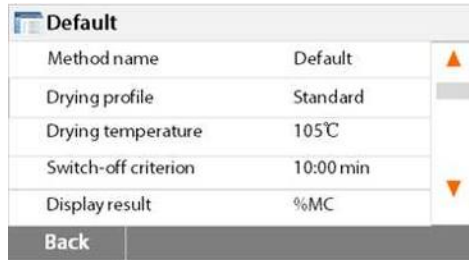 Default
Method name Default
Drying profile Standard
Drying temperature 105℃
Switch-off criterion 10:00 min
Display result %MC
Back